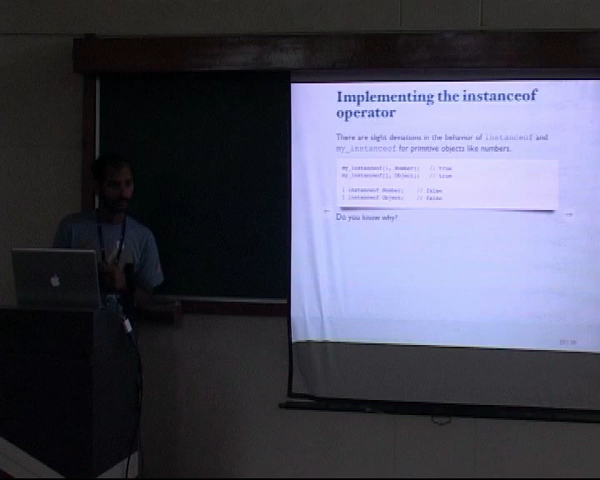 Implementing the instanceof
operator
There are slight deviations in the behavior of instanceof and
my_instanceof for primitive objects like numbers.
my_instanceof(1, Number); // true
my_instanceof(1, Object); // true
1 instanceof Number; // false
1 instanceof Object; // false
Do you know why?